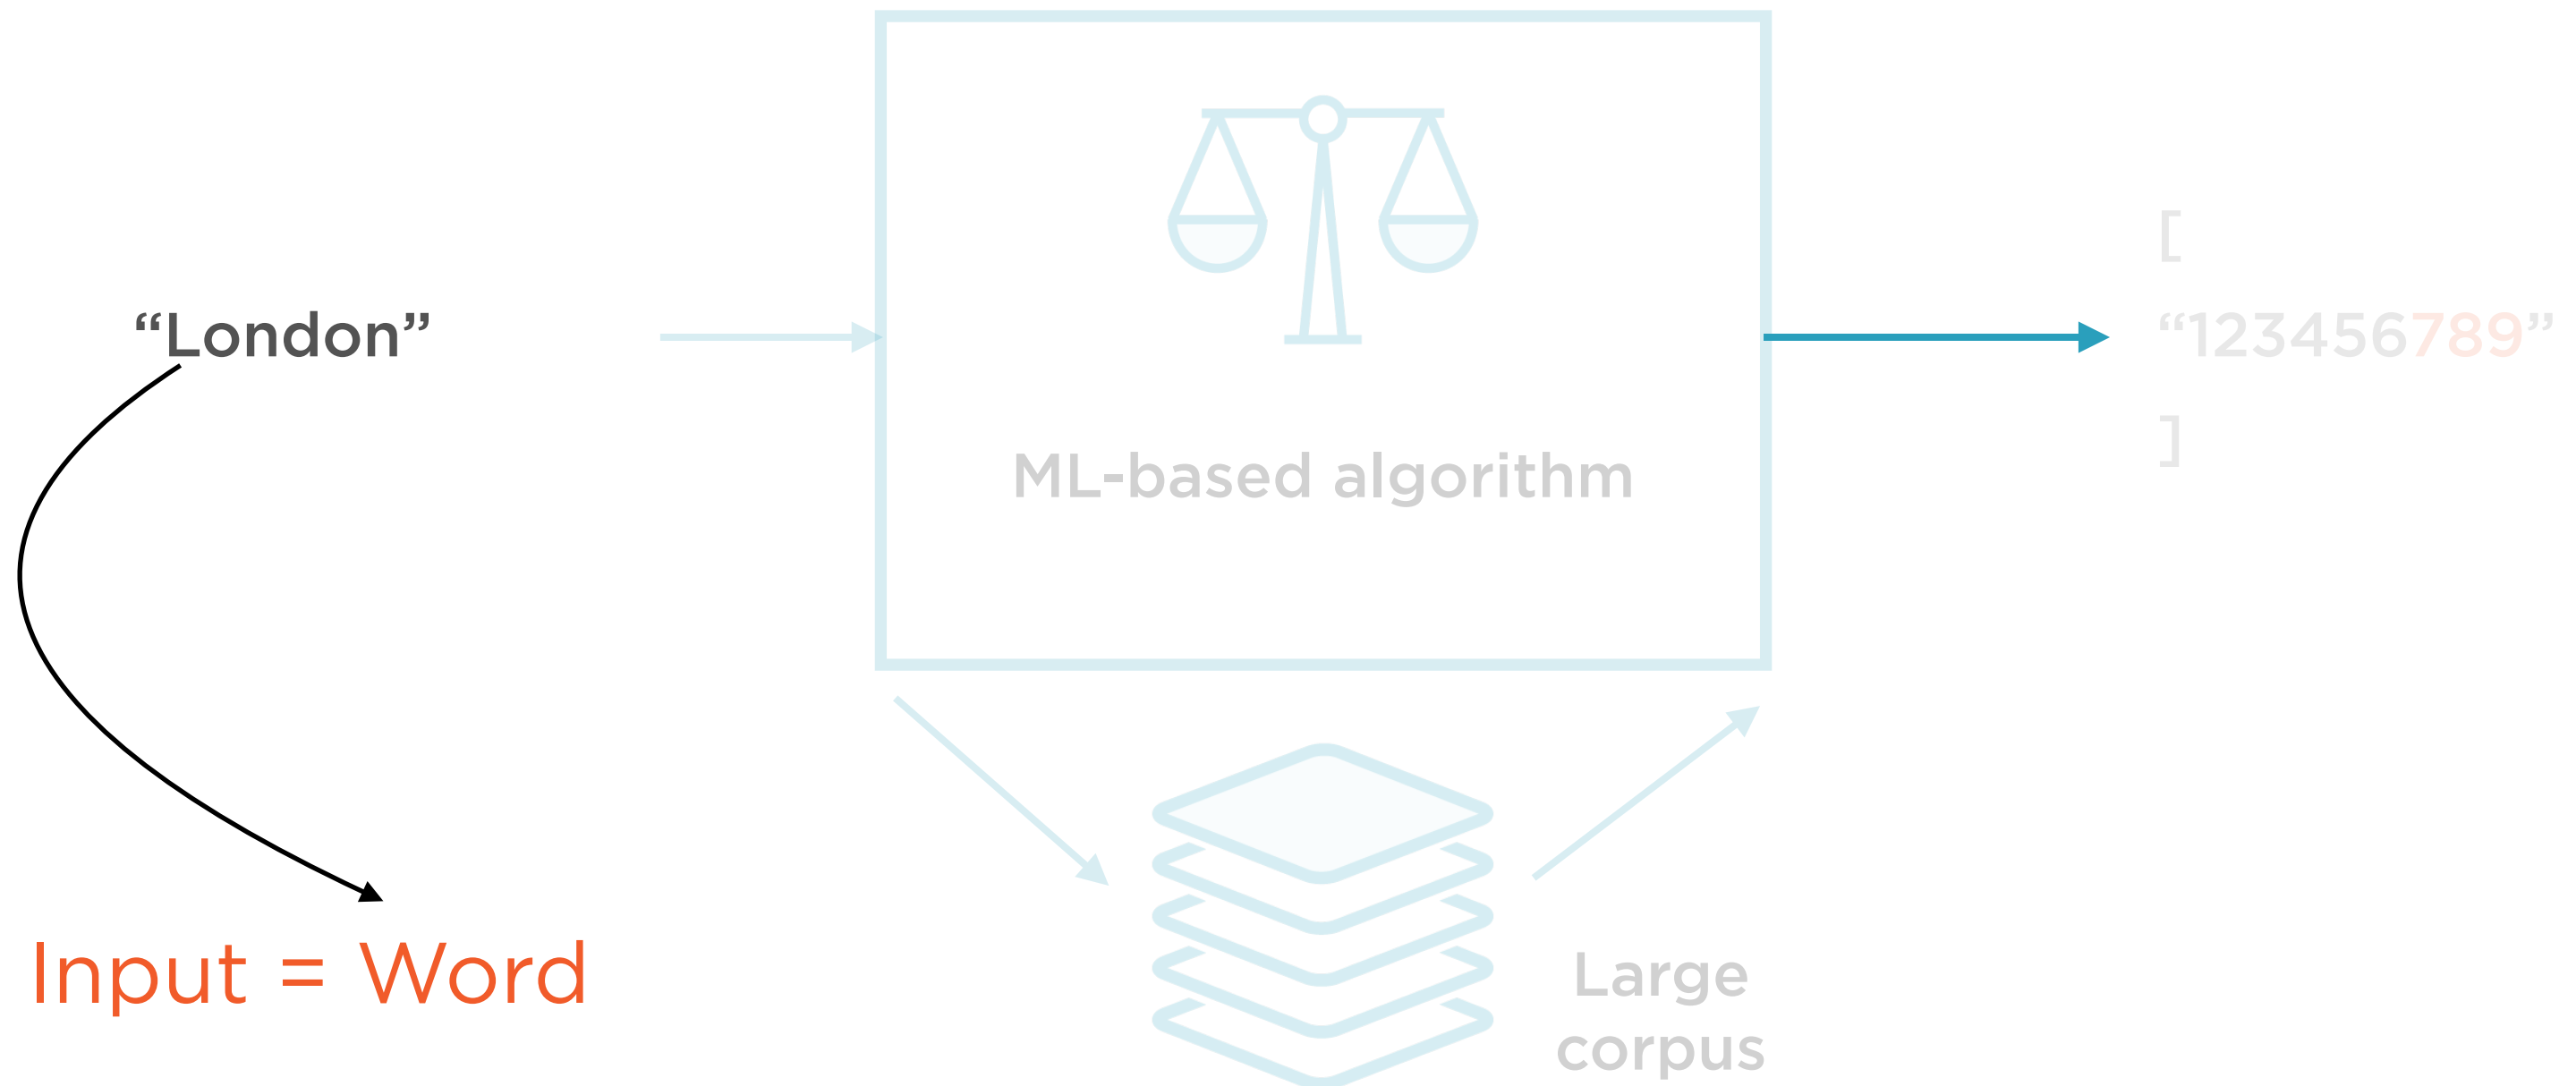 “London”
ML-based algorithm
[
“123456789”
]
Input = Word
Large
corpus